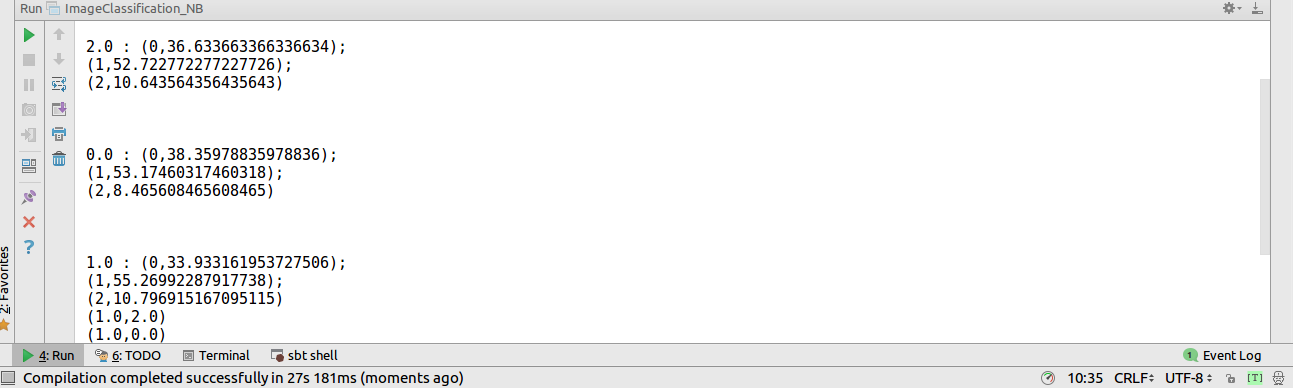 Run ImageClassification_NB
2.0 : (0,36.633663366336634);
(1,52.722772277227726);
(2,10.643564356435643)
0.0 : (0,38.35978835978836);
(1,53.17460317460318);
(2,8.465608465608465)
1.0 : (0,33.933161953727506);
(1,55.26992287917738);
(2,10.796915167095115)
(1.0,2.0)
(1.0,0.0)
2: Favorites
4: Run 6: TODO Terminal sbt shell 1 Event Log
Compilation completed successfully in 27s 181ms (moments ago) 10:35 CRLF UTF-8 [T]